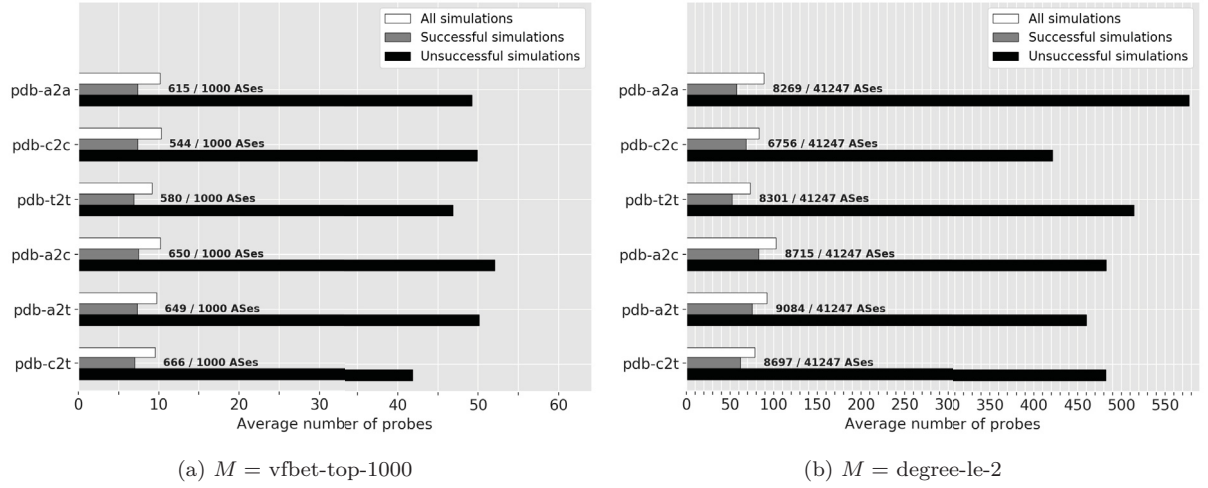 All simulations
Successful simulations
Unsuccessful simulations
pdb-a2a
615 / 1000 ASes
pdb-c2c
544 / 1000 ASes
pdb-t2t
580 / 1000 ASes
pdb-a2c
650 / 1000 ASes
pdb-a2t
649 / 1000 ASes
pdb-c2t
666 / 1000 ASes
0 10 20 30 40 50 60
Average number of probes
(a) M = vfbet-top-1000
All simulations
Successful simulations
Unsuccessful simulations
pdb-a2a
8269 / 41247 ASes
pdb-c2c
6756 / 41247 ASes
pdb-t2t
8301 / 41247 ASes
pdb-a2c
8715 / 41247 ASes
pdb-a2t
9084 / 41247 ASes
pdb-c2t
8697 / 41247 ASes
0 50 100 150 200 250 300 350 400 450 500 550
Average number of probes
(b) M = degree-le-2